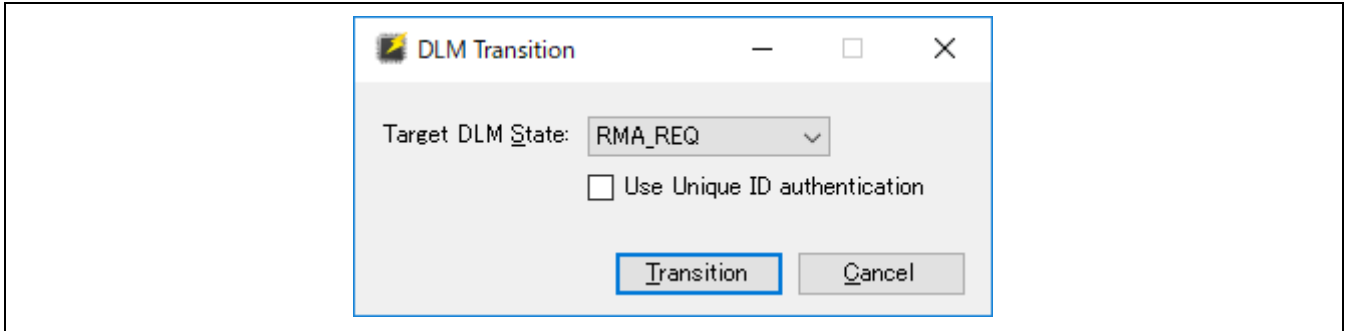 DLM Transition
Target DLM State: RMA_REQ
Use Unique ID authentication
Transition Cancel